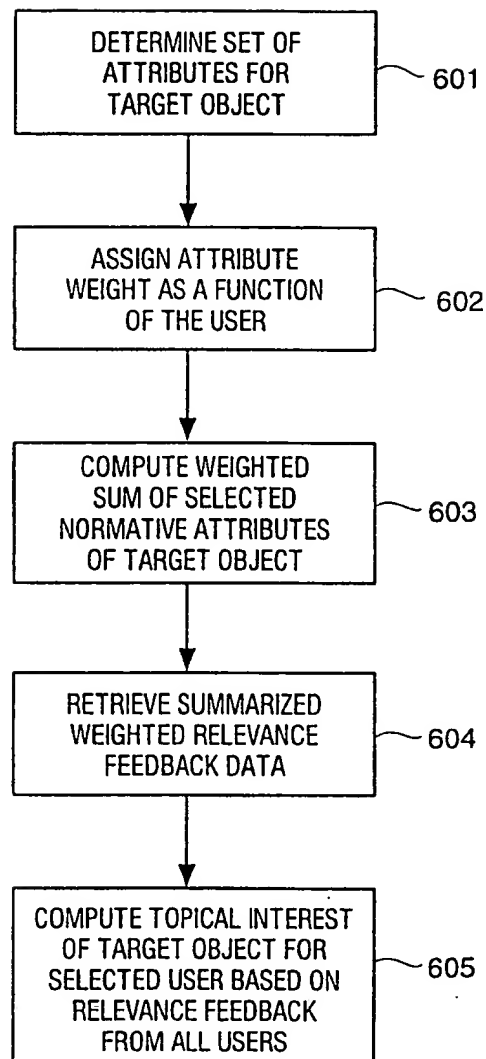 DETERMINE SET OF
ATTRIBUTES FOR
TARGET OBJECT
601
ASSIGN ATTRIBUTE
WEIGHT AS A FUNCTION
OF THE USER
602
COMPUTE WEIGHTED
SUM OF SELECTED
NORMATIVE ATTRIBUTES
OF TARGET OBJECT
603
RETRIEVE SUMMARIZED
WEIGHTED RELEVANCE
FEEDBACK DATA
604
COMPUTE TOPICAL INTEREST
OF TARGET OBJECT FOR
SELECTED USER BASED ON
RELEVANCE FEEDBACK
FROM ALL USERS
605